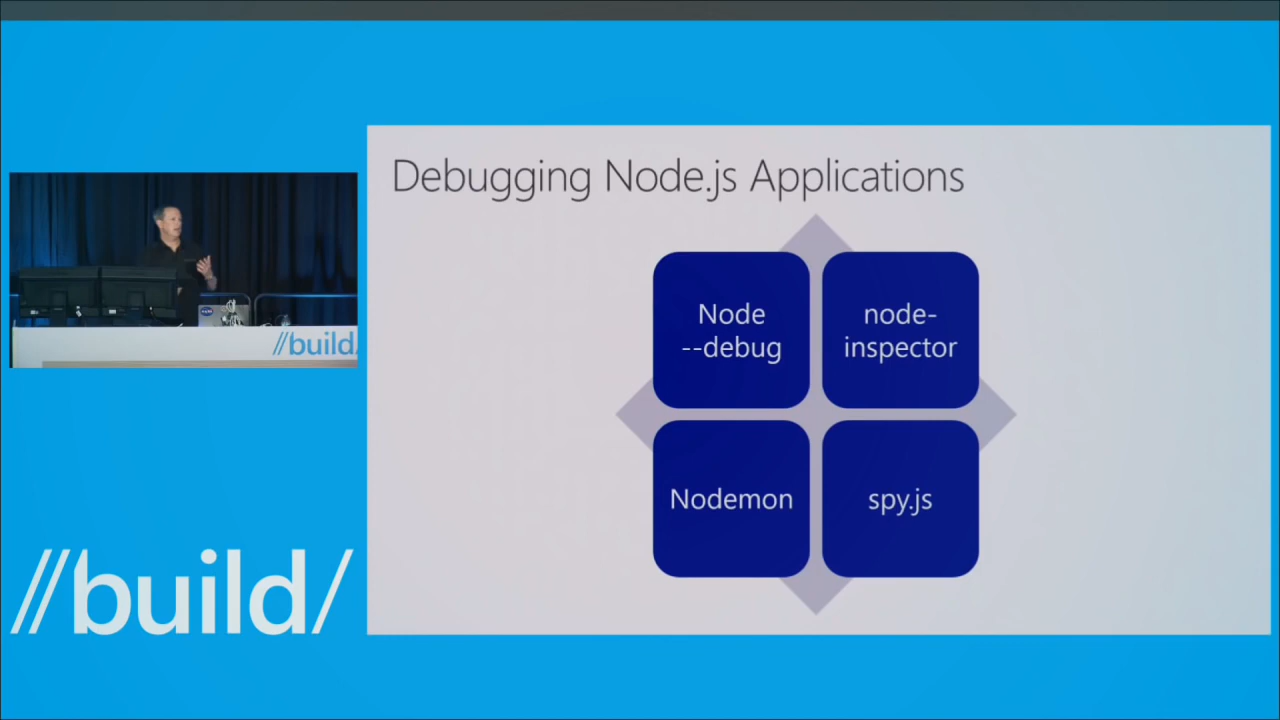 Debugging Node.js Applications
Node
--debug
node-
inspector
Nodemon
spy.js
//build/
//build/